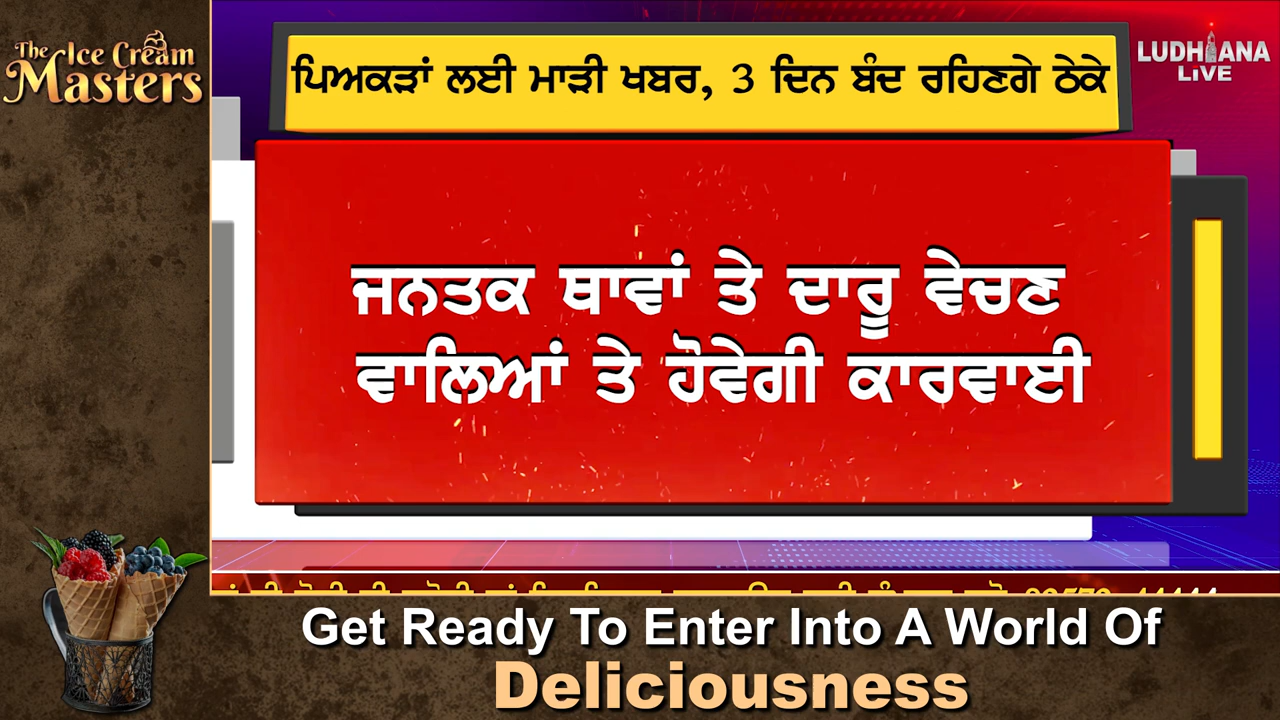 The Ice Cream
Masters
ਪਿਅਕੜਾਂ ਲਈ ਮਾੜੀ ਖਬਰ, 3 ਦਿਨ ਬੰਦ ਰਹਿਣਗੇ ਠੇਕੇ
LUDHIANA
LIVE
ਜਨਤਕ ਥਾਵਾਂ ਤੇ ਦਾਰੂ ਵੇਚਣ
ਵਾਲਿਆਂ ਤੇ ਹੋਵੇਗੀ ਕਾਰਵਾਈ
Get Ready To Enter Into A World Of
Deliciousness